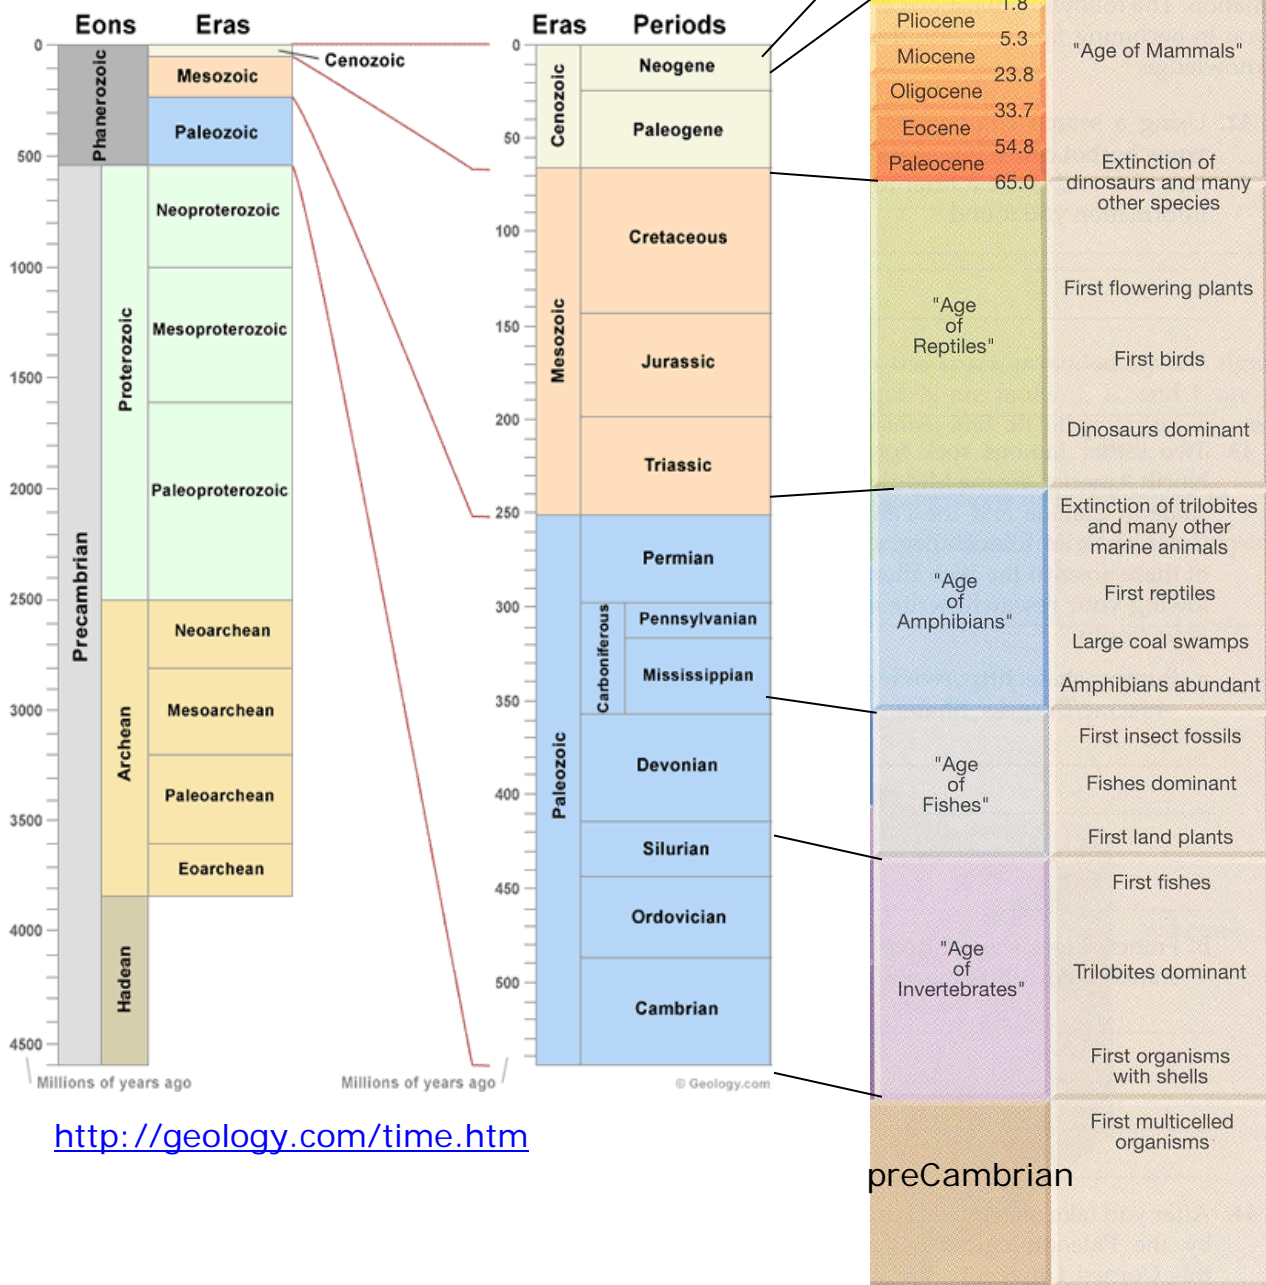 Eons
Eras
0
500
1000
1500
2000
2500
3000
3500
4000
4500
Phanerozoic
Precambrian
Proterozoic
Archean
Hadean
Cenozoic
Mesozoic
Paleozoic
Neoproterozoic
Mesoproterozoic
Paleoproterozoic
Neoarchean
Mesoarchean
Paleoarchean
Eoarchean
Millions of years ago
Eras
Periods
0
50
100
150
200
250
300
350
400
450
500
Cenozoic
Mesozoic
Paleozoic
Neogene
Paleogene
Cretaceous
Jurassic
Triassic
Permian
Carboniferous
Pennsylvanian
Mississippian
Devonian
Silurian
Ordovician
Cambrian
Millions of years ago
© Geology.com
http://geology.com/time.htm
1.8
Pliocene
5.3
Miocene
23.8
Oligocene
33.7
Eocene
54.8
Paleocene
65.0
"Age of Mammals"
Extinction of
dinosaurs and many
other species
"Age
of
Reptiles"
First flowering plants
First birds
Dinosaurs dominant
"Age
of
Amphibians"
Extinction of trilobites
and many other
marine animals
First reptiles
Large coal swamps
Amphibians abundant
"Age
of
Fishes"
First insect fossils
Fishes dominant
First land plants
"Age
of
Invertebrates"
First fishes
Trilobites dominant
First organisms
with shells
preCambrian
First multicelled
organisms